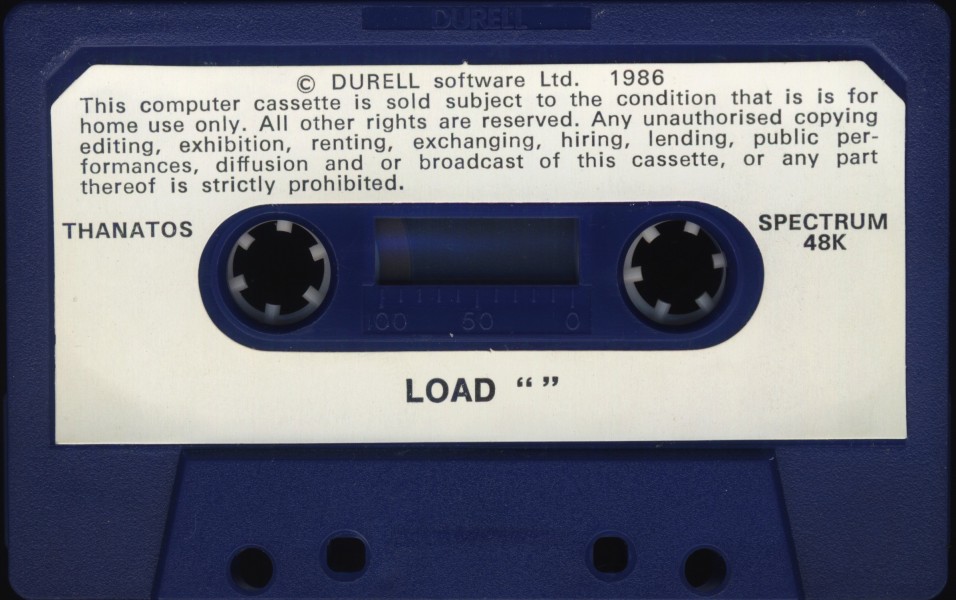 DURELL
© DURELL software Ltd. 1986
This computer cassette is sold subject to the condition that is is for
home use only. All other rights are reserved. Any unauthorised copying
editing, exhibition, renting, exchanging, hiring, lending, public per-
formances, diffusion and or broadcast of this cassette, or any part
thereof is strictly prohibited.
THANATOS
SPECTRUM
48K
100 50 0
LOAD “ ”